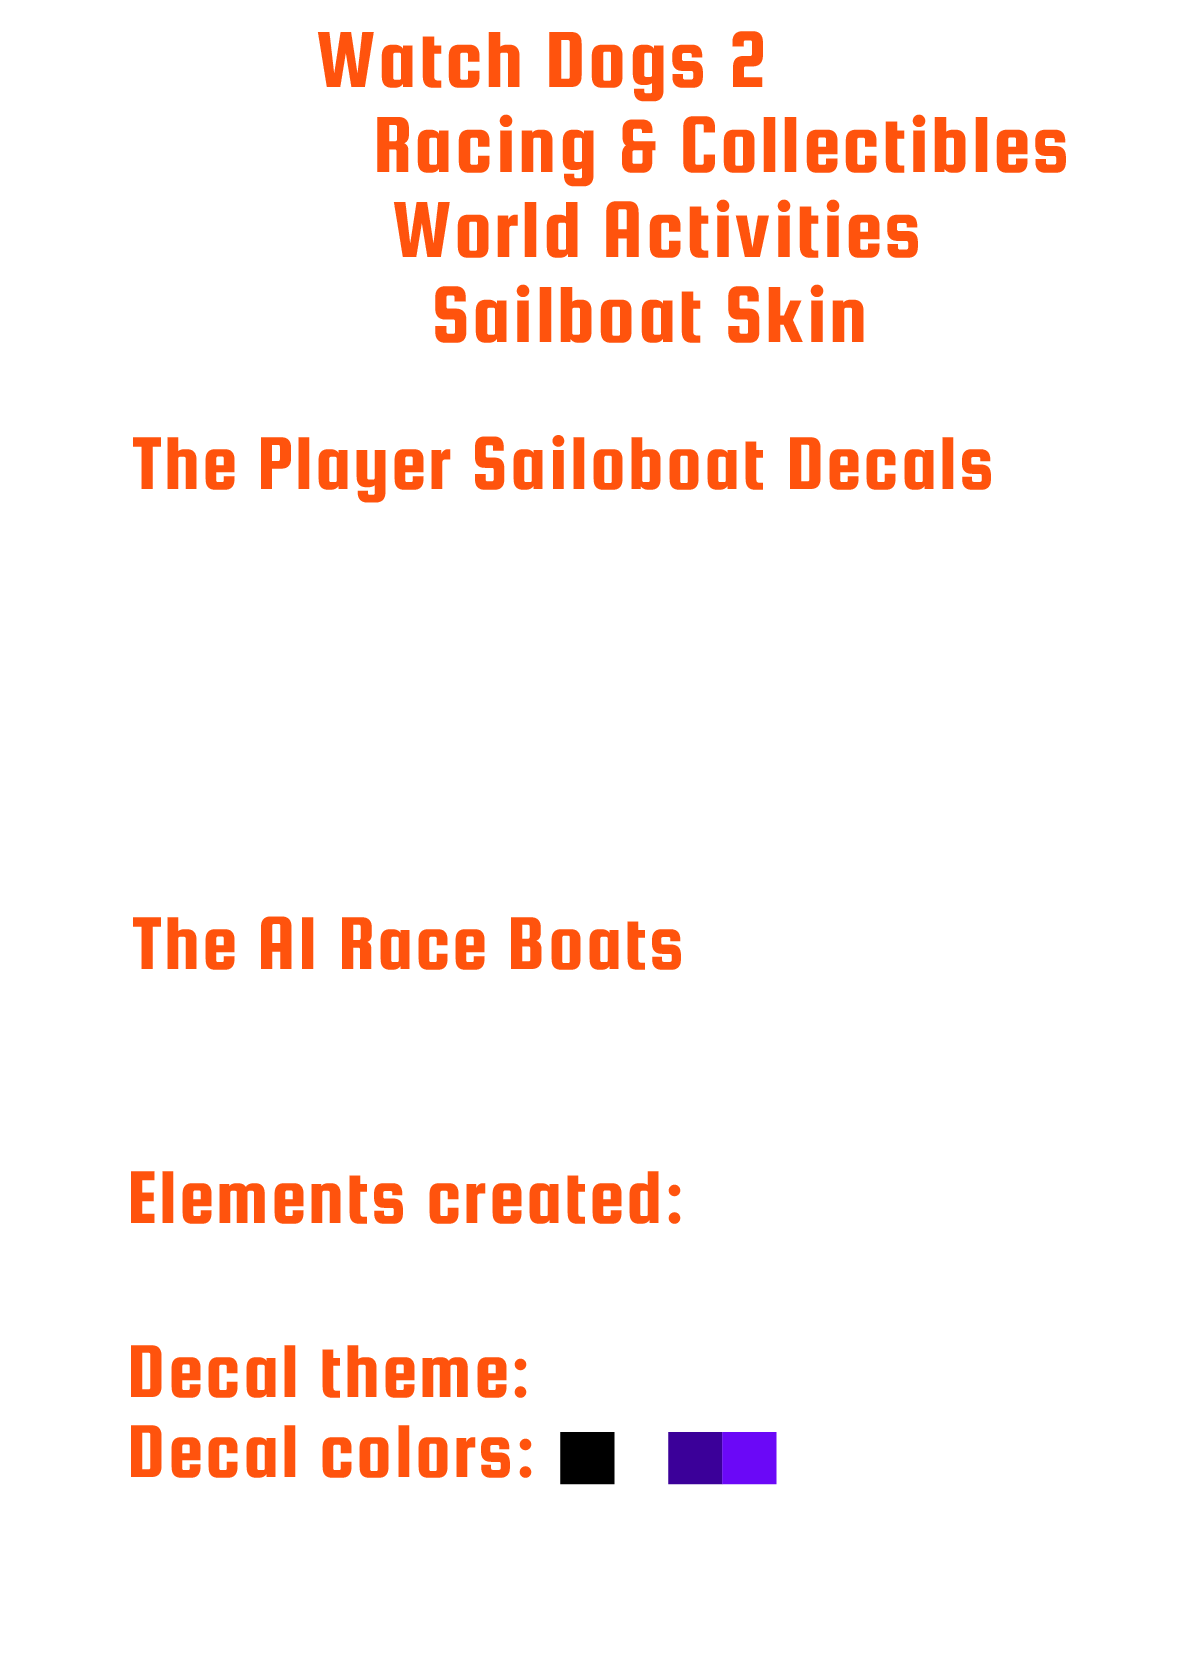 Watch Dogs 2
Racing & Collectibles
World Activities
Sailboat Skin
The Player Sailoboat Decals
The AI Race Boats
Elements created:
Decal theme:
Decal colors: